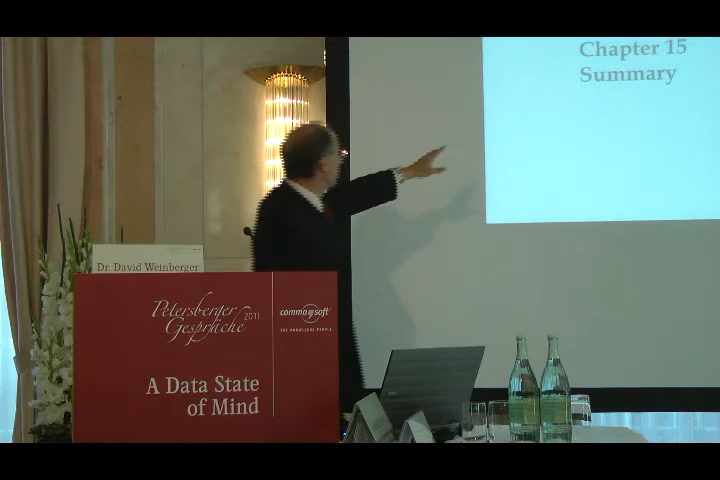 Chapter 15
Summary
Dr. David Weinberger
Petersberger
Gespräche 2011
comma soft
THE KNOWLEDGE PEOPLE
A Data State
of Mind